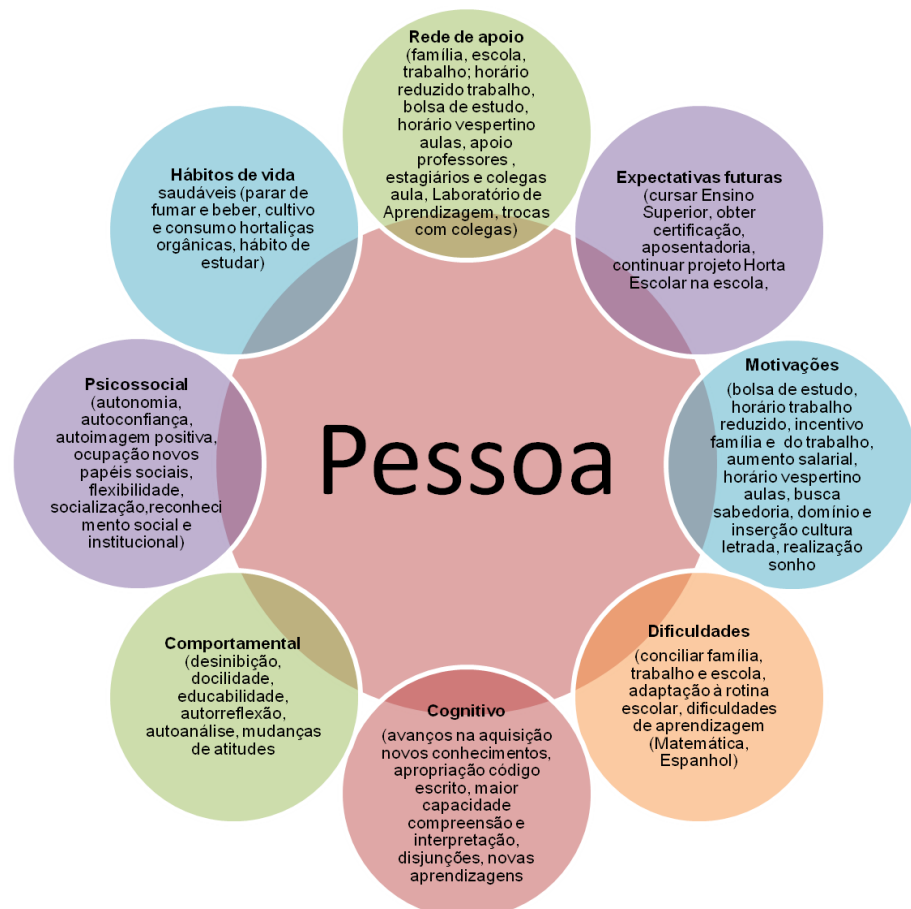 Rede de apoio
(família, escola,
trabalho; horário
reduzido trabalho,
bolsa de estudo,
horário vespertino
aulas, apoio
professores ,
estagiários e colegas
aula, Laboratório de
Aprendizagem, trocas
com colegas)
Expectativas futuras
(cursar Ensino
Superior, obter
certificação,
aposentadoria,
continuar projeto Horta
Escolar na escola,
Motivações
(bolsa de estudo,
horário trabalho
reduzido, incentivo
família e do trabalho,
aumento salarial,
horário vespertino
aulas, busca
sabedoria, domínio e
inserção cultura
letrada, realização
sonho
Dificuldades
(conciliar família,
trabalho e escola,
adaptação à rotina
escolar, dificuldades
de aprendizagem
(Matemática,
Espanhol)
Cognitivo
(avanços na aquisição
novos conhecimentos,
apropriação código
escrito, maior
capacidade
compreensão e
interpretação,
disjunções, novas
aprendizagens
Comportamental
(desinibição,
docilidade,
educabilidade,
autorreflexão,
autoanálise, mudanças
de atitudes
Psicossocial
(autonomia,
autoconfiança,
autoimagem positiva,
ocupação novos
papéis sociais,
flexibilidade,
socialização,reconheci
mento social e
institucional)
Hábitos de vida
saudáveis (parar de
fumar e beber, cultivo
e consumo hortaliças
orgânicas, hábito de
estudar)
Pessoa